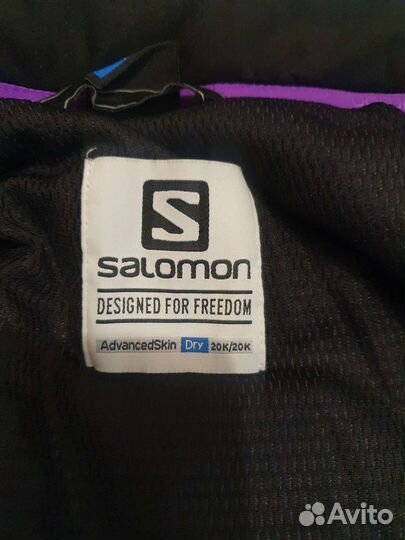 S
salomon
DESIGNED FOR FREEDOM
AdvancedSkin Dry 20K/20K
Avito